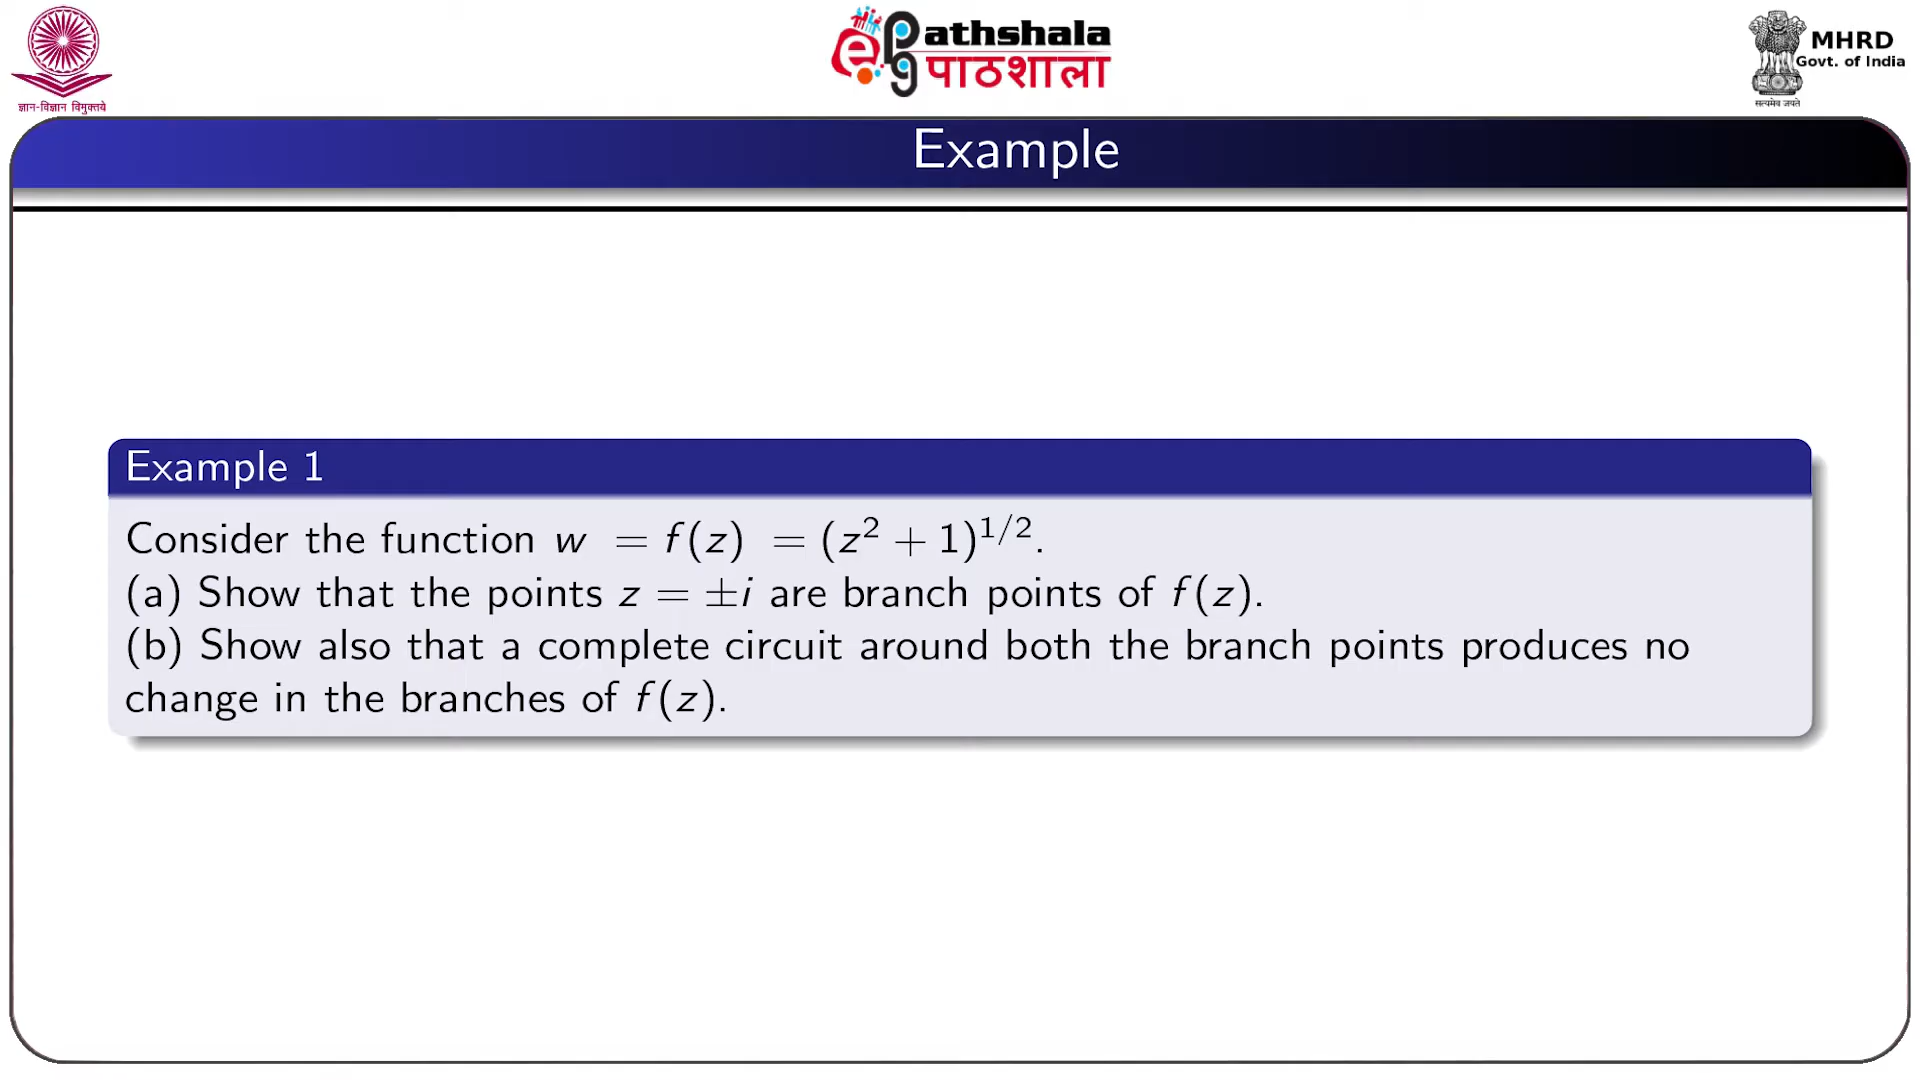 ज्ञान-विज्ञान विमुक्तये
ePG Pathshala
पाठशाला
MHRD
Govt. of India
सत्यमेव जयते
Example
Example 1
Consider the function w = f(z) = (z² + 1)^{1/2}.
(a) Show that the points z = ±i are branch points of f(z).
(b) Show also that a complete circuit around both the branch points produces no
change in the branches of f(z).